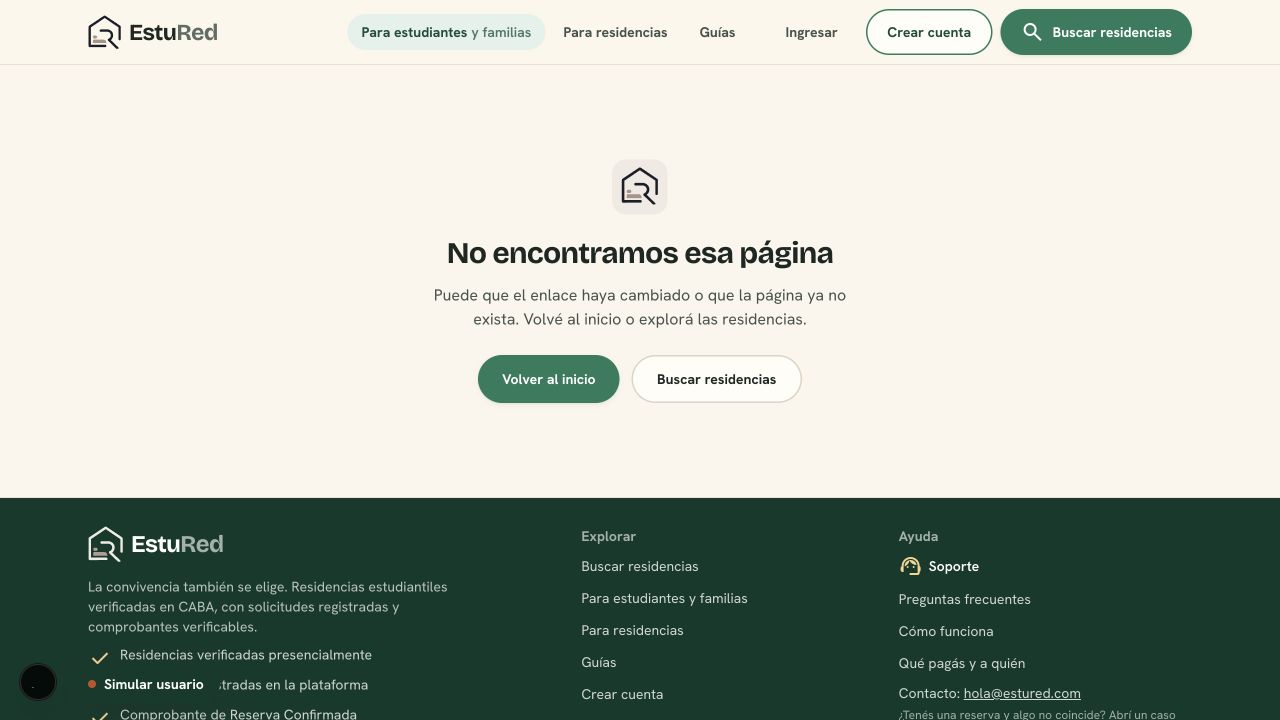 EstuRed
Para estudiantes y familias
Para residencias
Guías
Ingresar
Crear cuenta
Buscar residencias
No encontramos esa página
Puede que el enlace haya cambiado o que la página ya no
exista. Volvé al inicio o explorá las residencias.
Volver al inicio
Buscar residencias
EstuRed
La convivencia también se elige. Residencias estudiantiles
verificadas en CABA, con solicitudes registradas y
comprobantes verificables.
Residencias verificadas presencialmente
Simular usuario
tradas en la plataforma
Comprobante de Reserva Confirmada
Explorar
Buscar residencias
Para estudiantes y familias
Para residencias
Guías
Crear cuenta
Ayuda
Soporte
Preguntas frecuentes
Cómo funciona
Qué pagás y a quién
Contacto: hola@estured.com
¿Tenés una reserva y algo no coincide? Abrí un caso